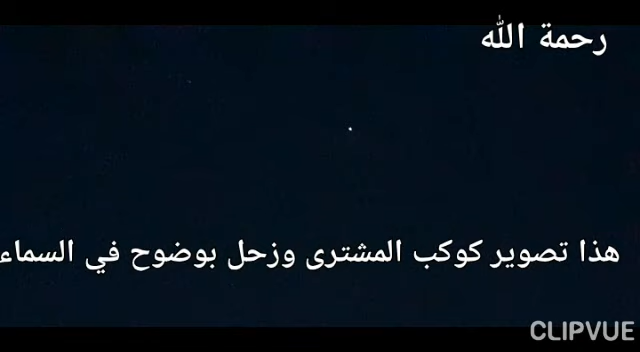 رحمة الله
هذا تصوير كوكب المشترى وزحل بوضوح في السماء
CLIPVUE